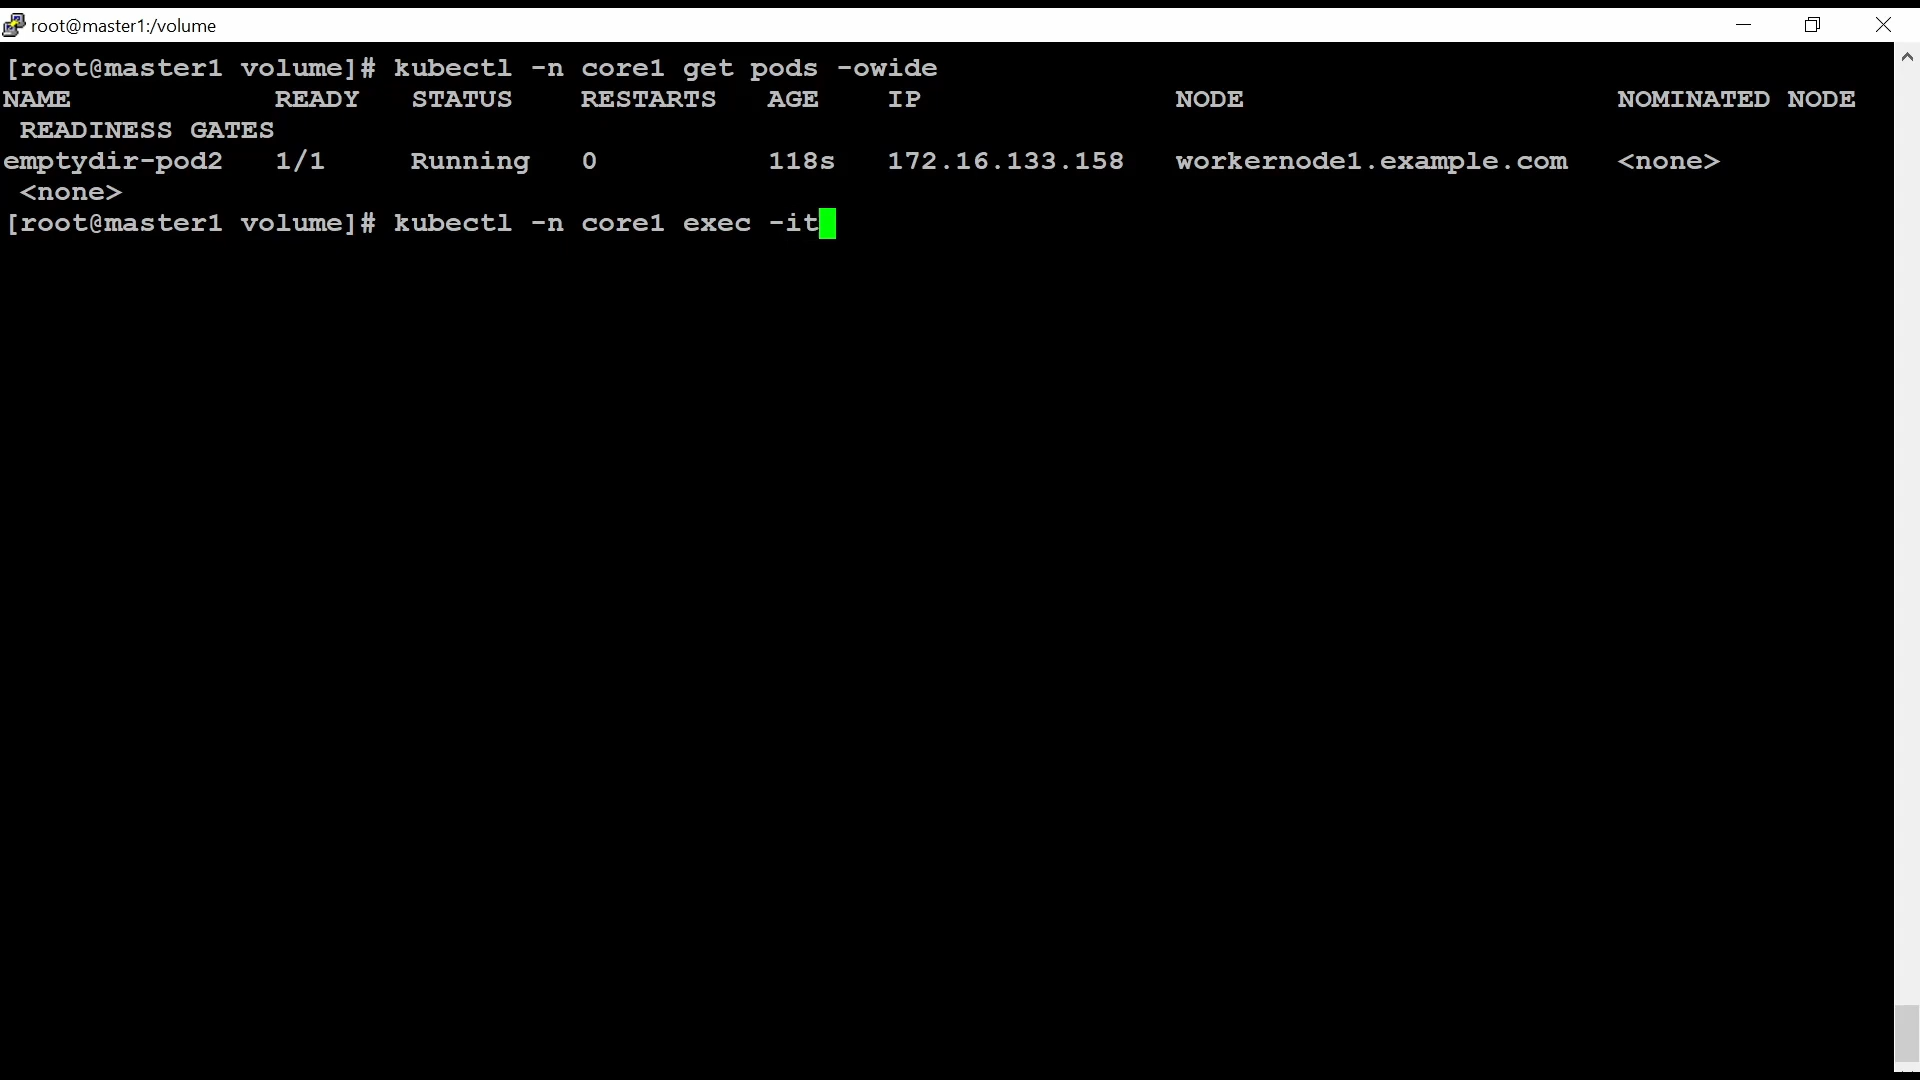 root@master1:/volume
[root@master1 volume]# kubectl -n core1 get pods -owide
NAME            READY   STATUS    RESTARTS   AGE    IP               NODE                      NOMINATED NODE
 READINESS GATES
emptydir-pod2   1/1     Running   0          118s   172.16.133.158   workernode1.example.com   <none>
 <none>
[root@master1 volume]# kubectl -n core1 exec -it